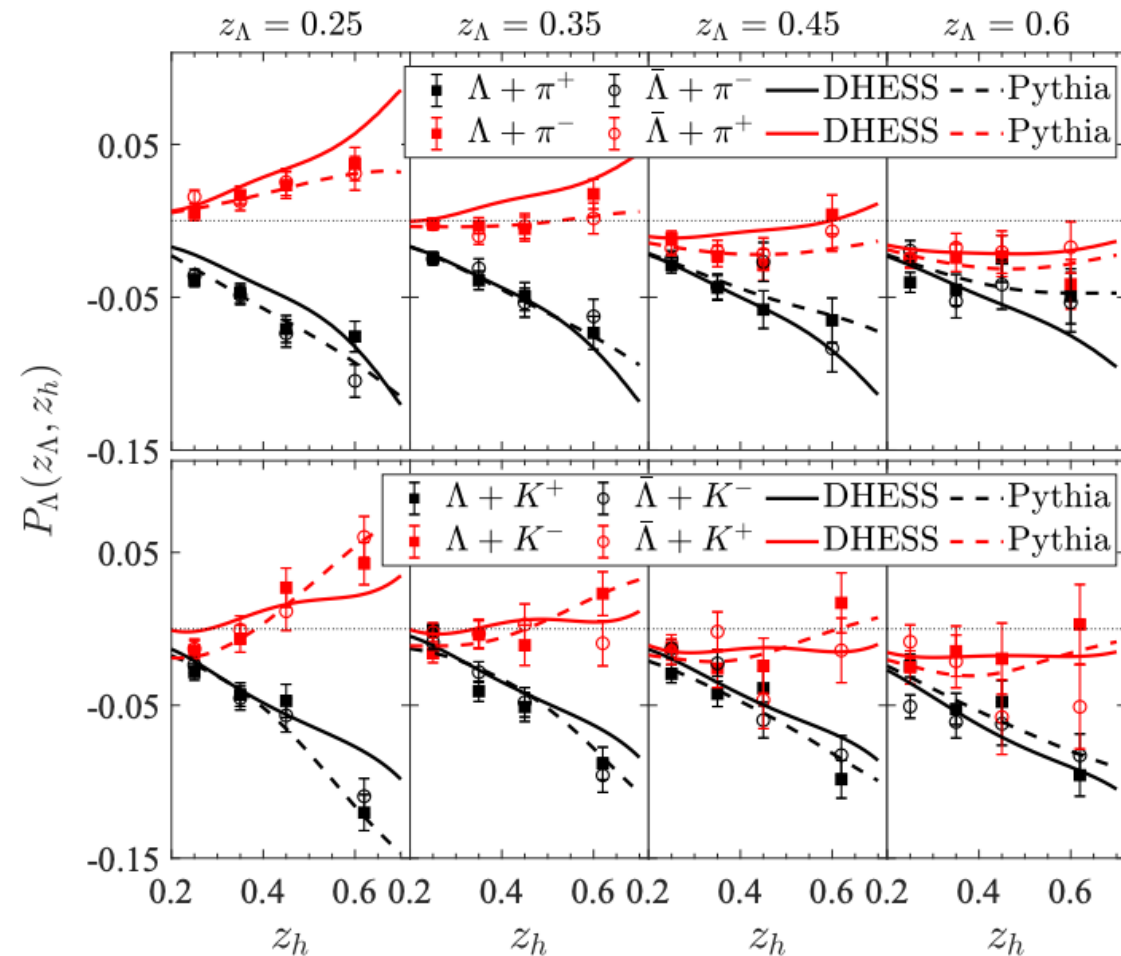 z_Λ = 0.25 z_Λ = 0.35 z_Λ = 0.45 z_Λ = 0.6
Λ + π⁺ Λ̄ + π⁻ DHESS Pythia
Λ + π⁻ Λ̄ + π⁺ DHESS Pythia
0.05
0
-0.05
-0.15
Λ + K⁺ Λ̄ + K⁻ DHESS Pythia
Λ + K⁻ Λ̄ + K⁺ DHESS Pythia
0.05
0
-0.05
-0.15
P_Λ(z_Λ, z_h)
0.2 0.4 0.6 0.2 0.4 0.6 0.2 0.4 0.6 0.2 0.4 0.6
z_h z_h z_h z_h